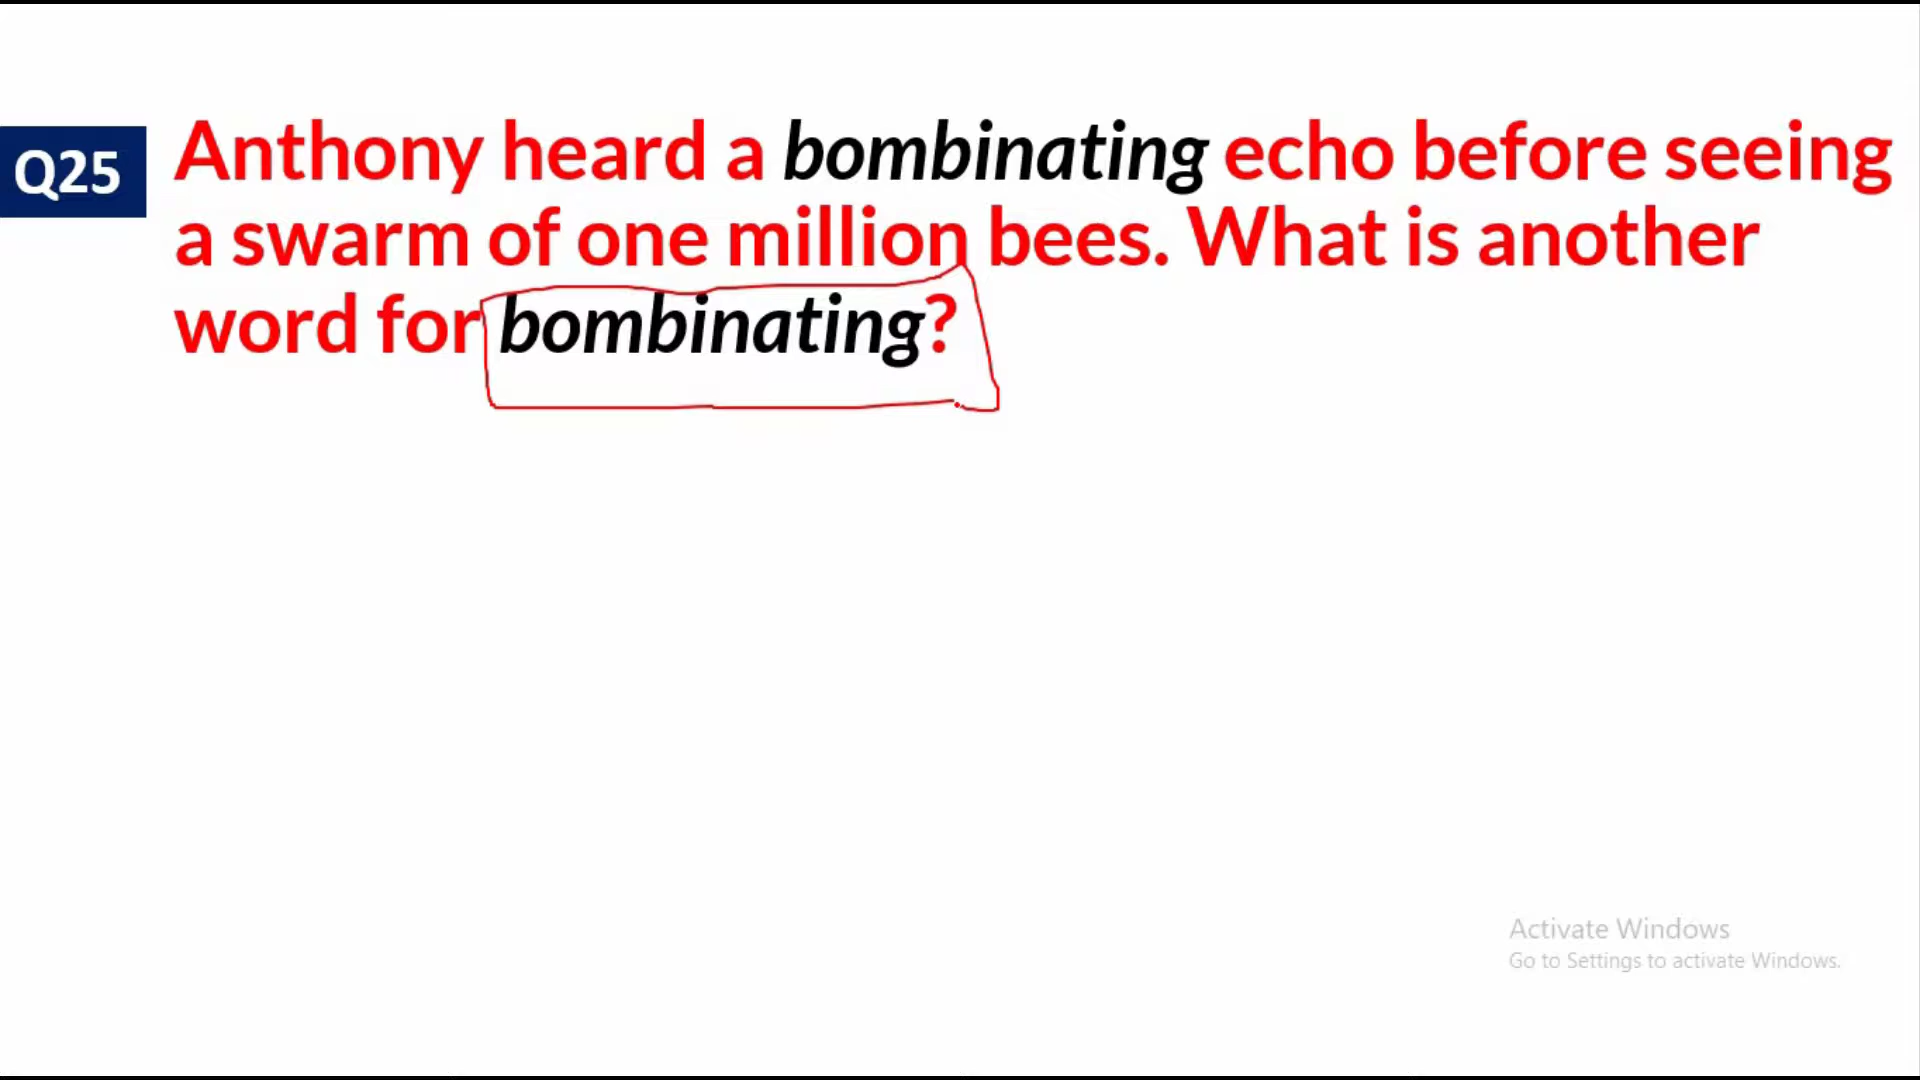 Q25
Anthony heard a bombinating echo before seeing
a swarm of one million bees. What is another
word for bombinating?
Activate Windows
Go to Settings to activate Windows.